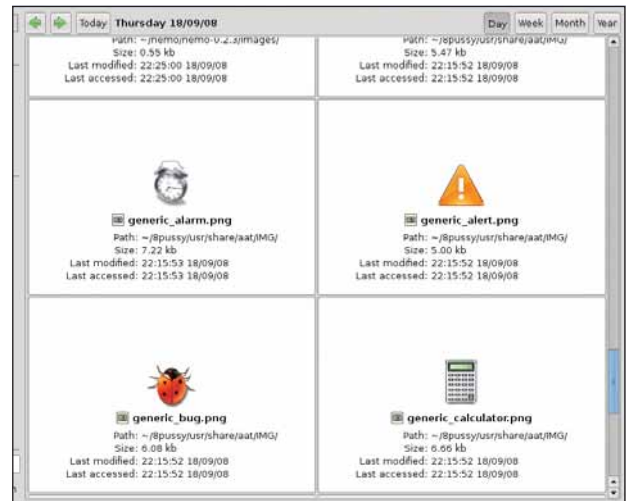 Today Thursday 18/09/08 Day Week Month Year
Path: ~/nemo/nemo-0.2.3/images/
Size: 0.55 kb
Last modified: 22:25:00 18/09/08
Last accessed: 22:25:00 18/09/08
Path: ~/8pussy/usr/share/aat/IMG/
Size: 5.47 kb
Last modified: 22:15:52 18/09/08
Last accessed: 22:15:52 18/09/08
generic_alarm.png
Path: ~/8pussy/usr/share/aat/IMG/
Size: 7.22 kb
Last modified: 22:15:53 18/09/08
Last accessed: 22:15:53 18/09/08
generic_alert.png
Path: ~/8pussy/usr/share/aat/IMG/
Size: 5.00 kb
Last modified: 22:15:52 18/09/08
Last accessed: 22:15:52 18/09/08
generic_bug.png
Path: ~/8pussy/usr/share/aat/IMG/
Size: 6.08 kb
Last modified: 22:15:52 18/09/08
Last accessed: 22:15:52 18/09/08
generic_calculator.png
Path: ~/8pussy/usr/share/aat/IMG/
Size: 6.66 kb
Last modified: 22:15:52 18/09/08
Last accessed: 22:15:52 18/09/08